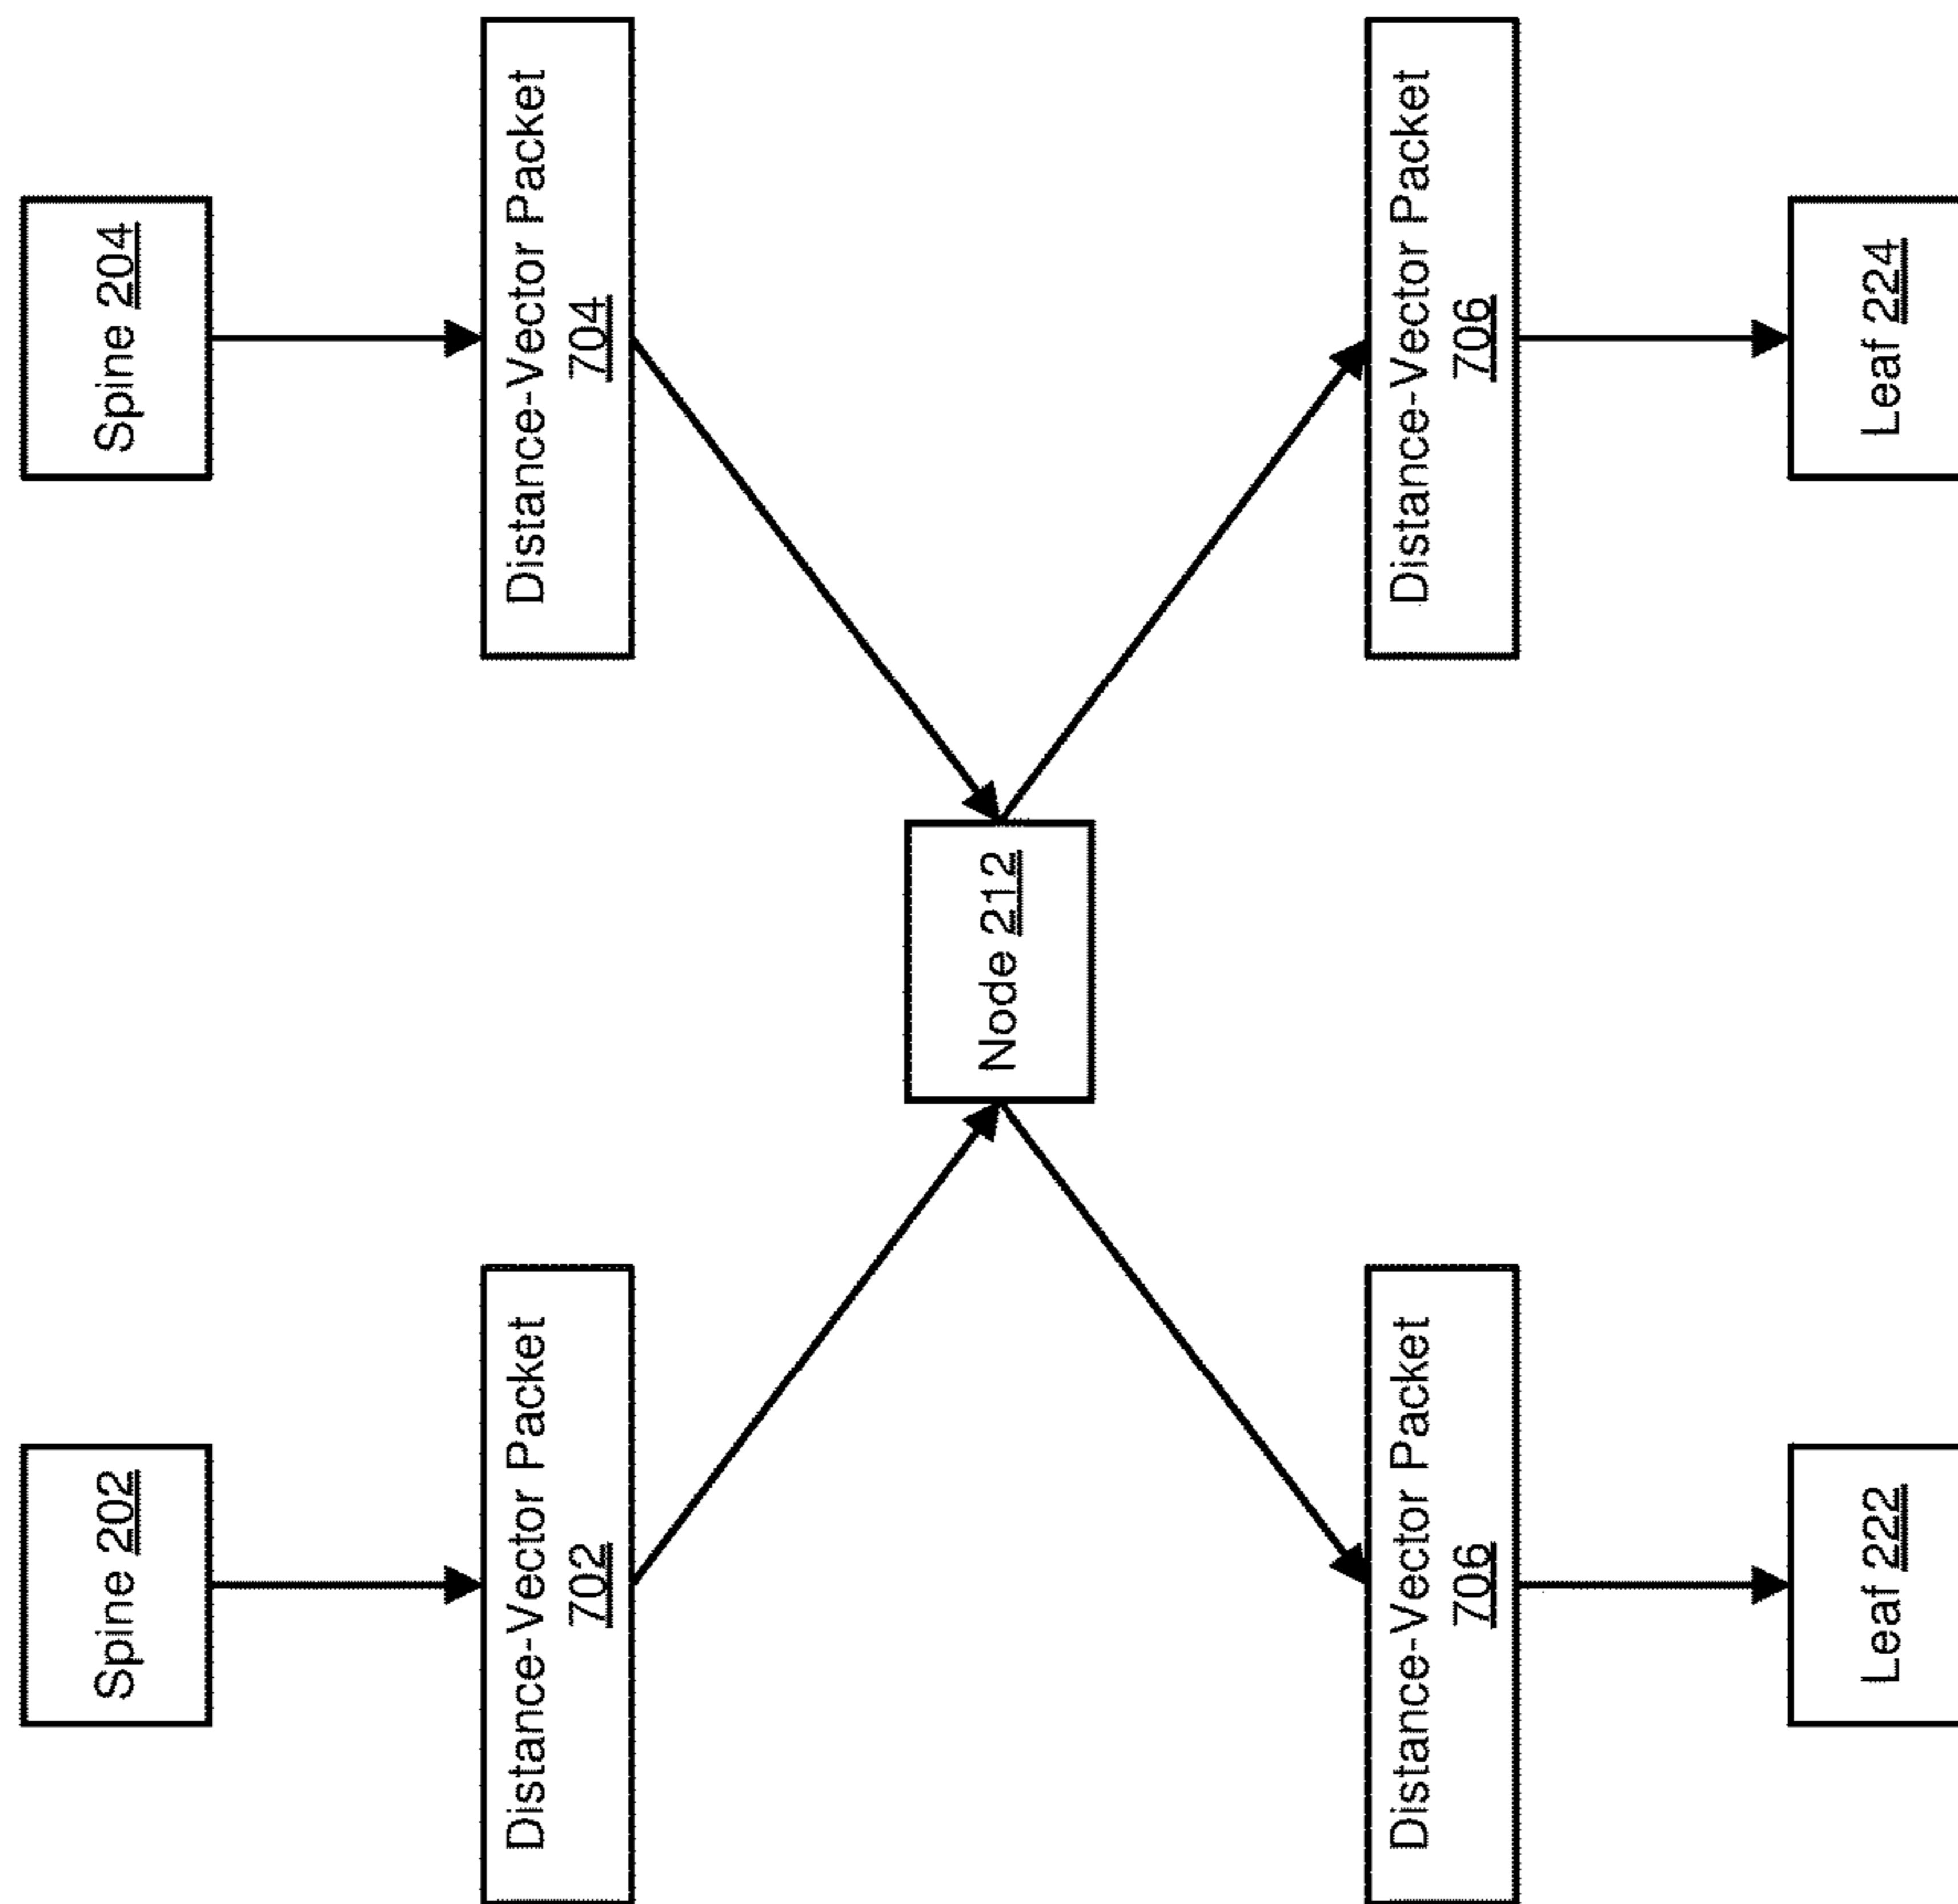 Spine 202
Spine 204
Distance-Vector Packet
702
Distance-Vector Packet
704
Node 212
Distance-Vector Packet
706
Distance-Vector Packet
706
Leaf 222
Leaf 224